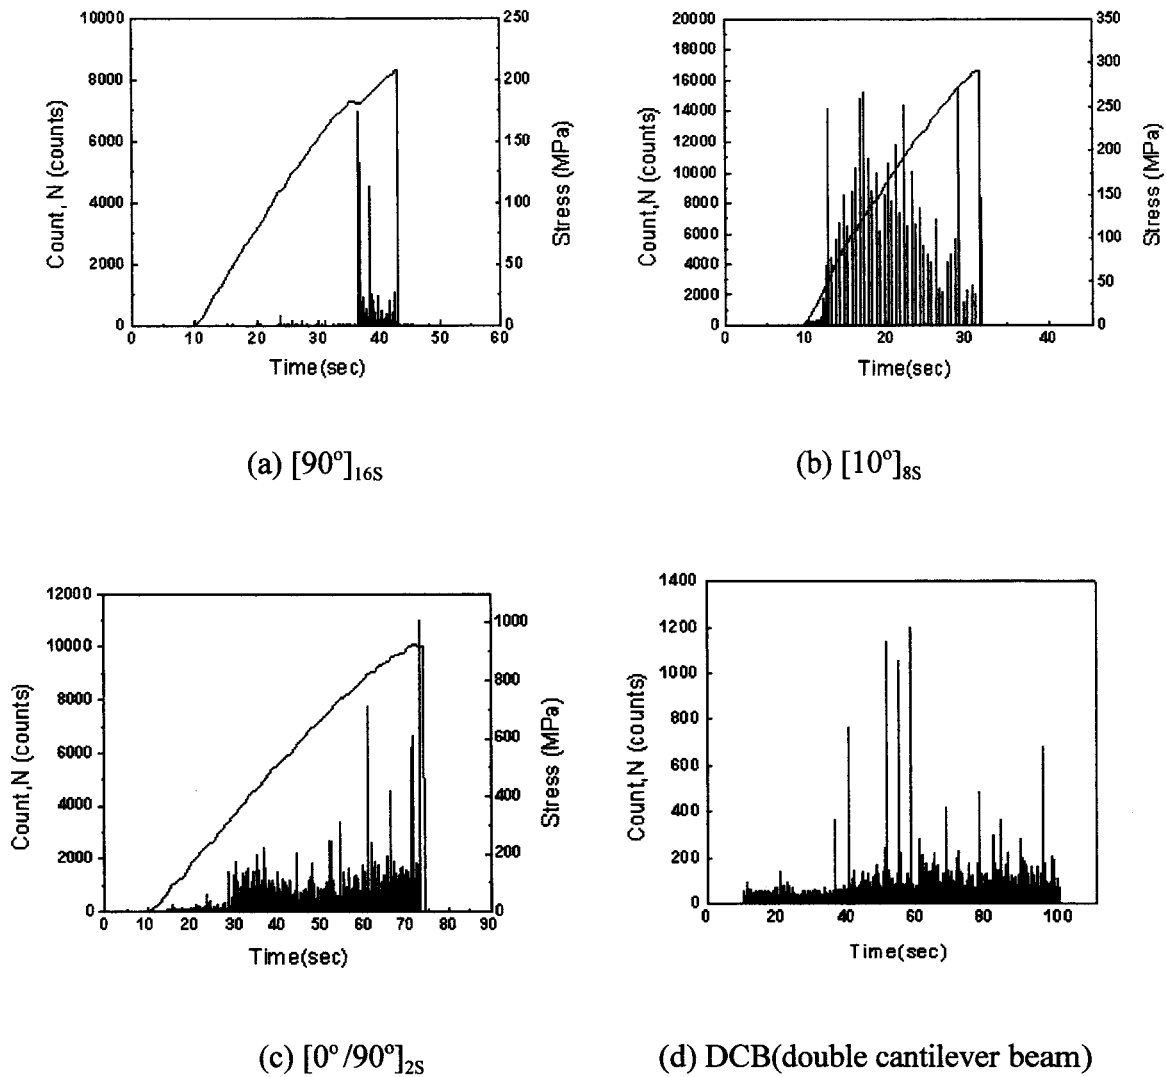 10000
8000
6000
4000
2000
0
Count, N (counts)
250
200
150
100
50
0
Stress (MPa)
0 10 20 30 40 50 60
Time(sec)
(a) [90°]16S
20000
18000
16000
14000
12000
10000
8000
6000
4000
2000
0
Count,N (counts)
350
300
250
200
150
100
50
0
Stress (MPa)
0 10 20 30 40
Time(sec)
(b) [10°]8S
12000
10000
8000
6000
4000
2000
0
Count,N (counts)
1000
800
600
400
200
0
Stress (MPa)
0 10 20 30 40 50 60 70 80 90
Time(sec)
(c) [0°/90°]2S
1400
1200
1000
800
600
400
200
0
Count,N (counts)
0 20 40 60 80 100
Time(sec)
(d) DCB(double cantilever beam)